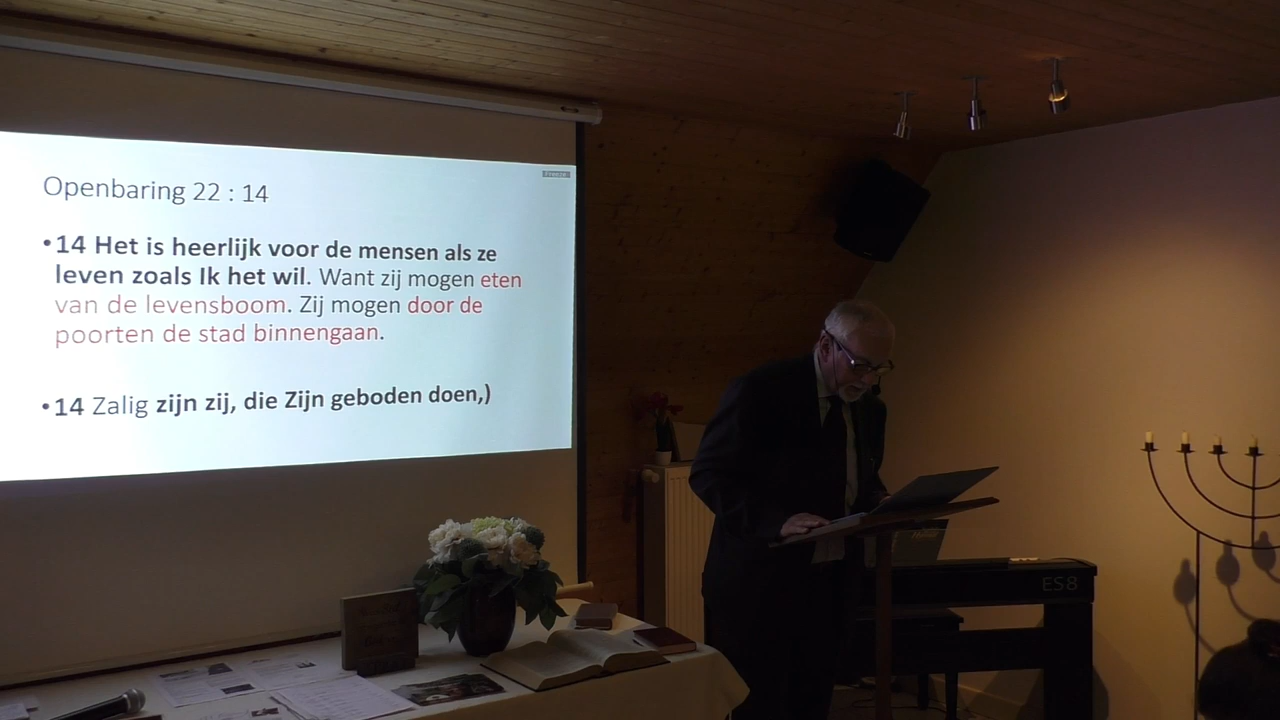 Openbaring 22 : 14
•14 Het is heerlijk voor de mensen als ze
leven zoals Ik het wil. Want zij mogen eten
van de levensboom. Zij mogen door de
poorten de stad binnengaan.
•14 Zalig zijn zij, die Zijn geboden doen,)
ES8